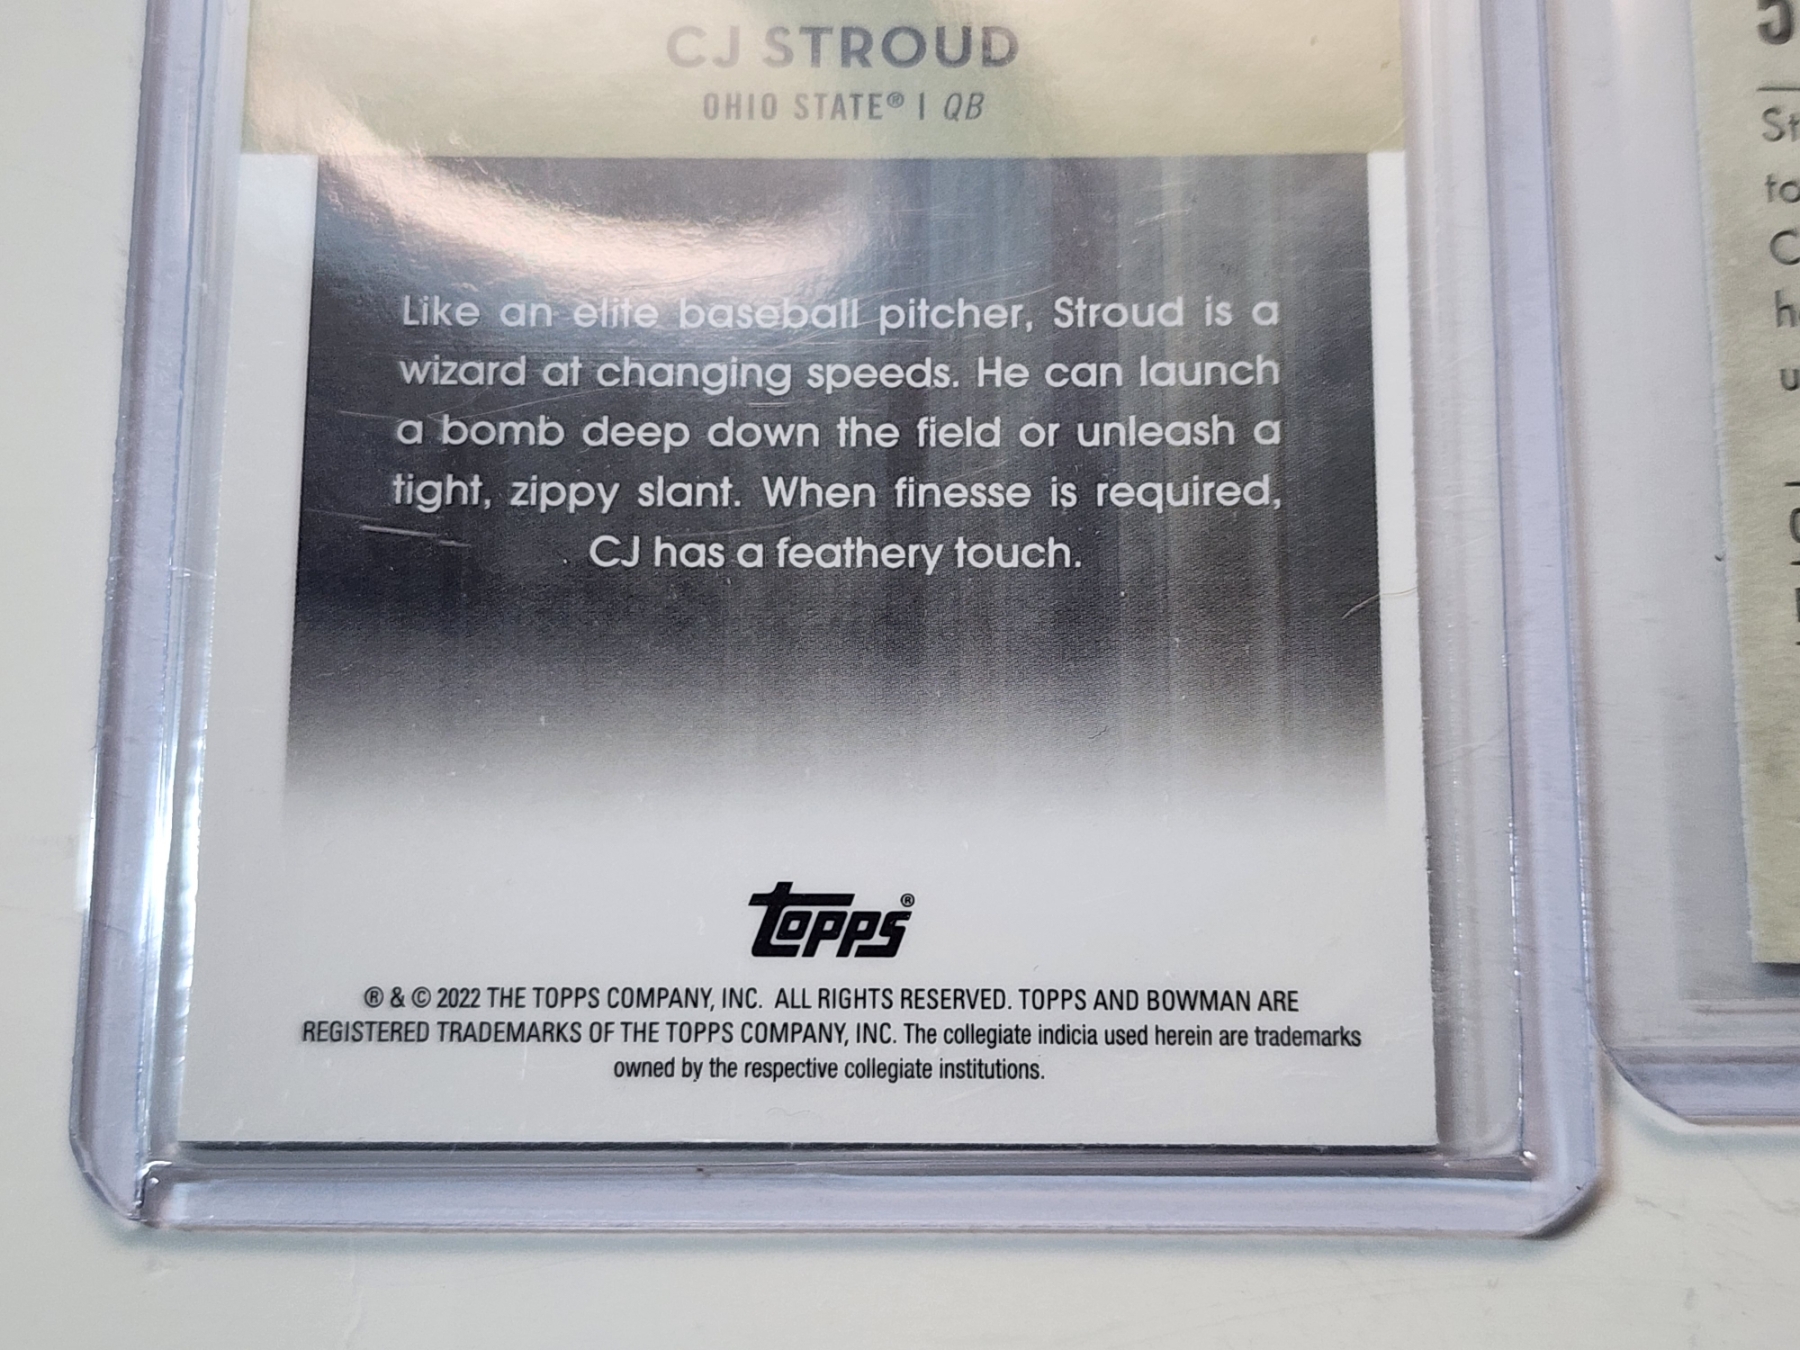 CJ STROUD
OHIO STATE® | QB
Like an elite baseball pitcher, Stroud is a
wizard at changing speeds. He can launch
a bomb deep down the field or unleash a
tight, zippy slant. When finesse is required,
CJ has a feathery touch.
TOPPS®
® & © 2022 THE TOPPS COMPANY, INC. ALL RIGHTS RESERVED. TOPPS AND BOWMAN ARE
REGISTERED TRADEMARKS OF THE TOPPS COMPANY, INC. The collegiate indicia used herein are trademarks
owned by the respective collegiate institutions.